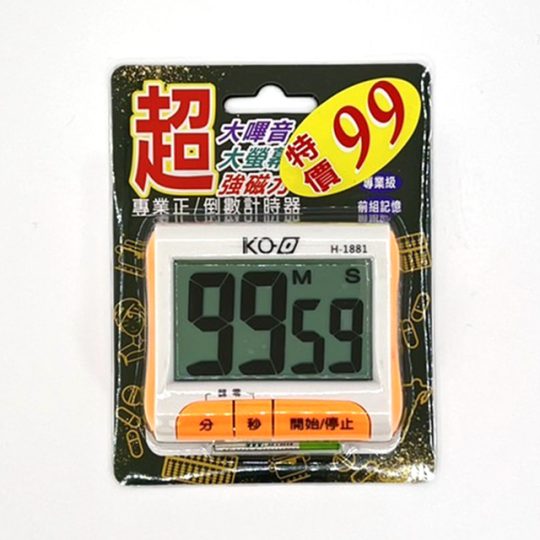 超
大嗶音
大螢幕
強磁力
特價 99
專業級
專業正/倒數計時器
前組記憶
KO-D
H-1881
M S
99 59
歸零
分 秒 開始/停止